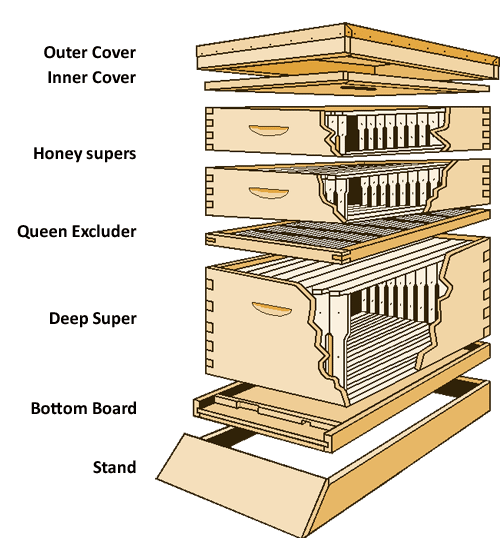 Outer Cover
Inner Cover
Honey supers
Queen Excluder
Deep Super
Bottom Board
Stand